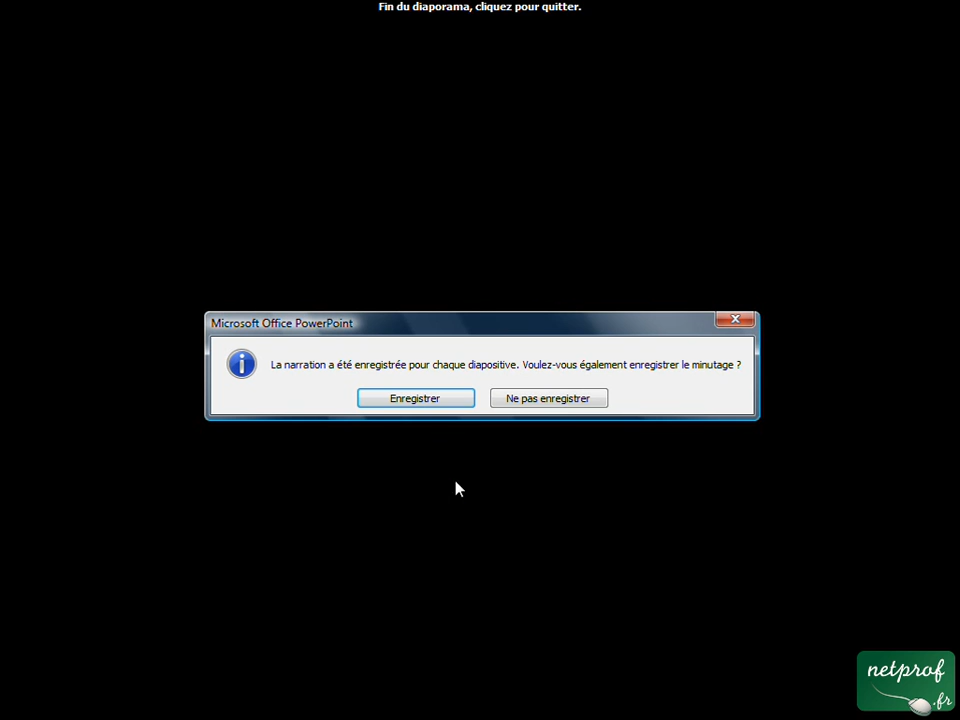 Fin du diaporama, cliquez pour quitter.
Microsoft Office PowerPoint
La narration a été enregistrée pour chaque diapositive. Voulez-vous également enregistrer le minutage ?
Enregistrer
Ne pas enregistrer
netprof
.fr